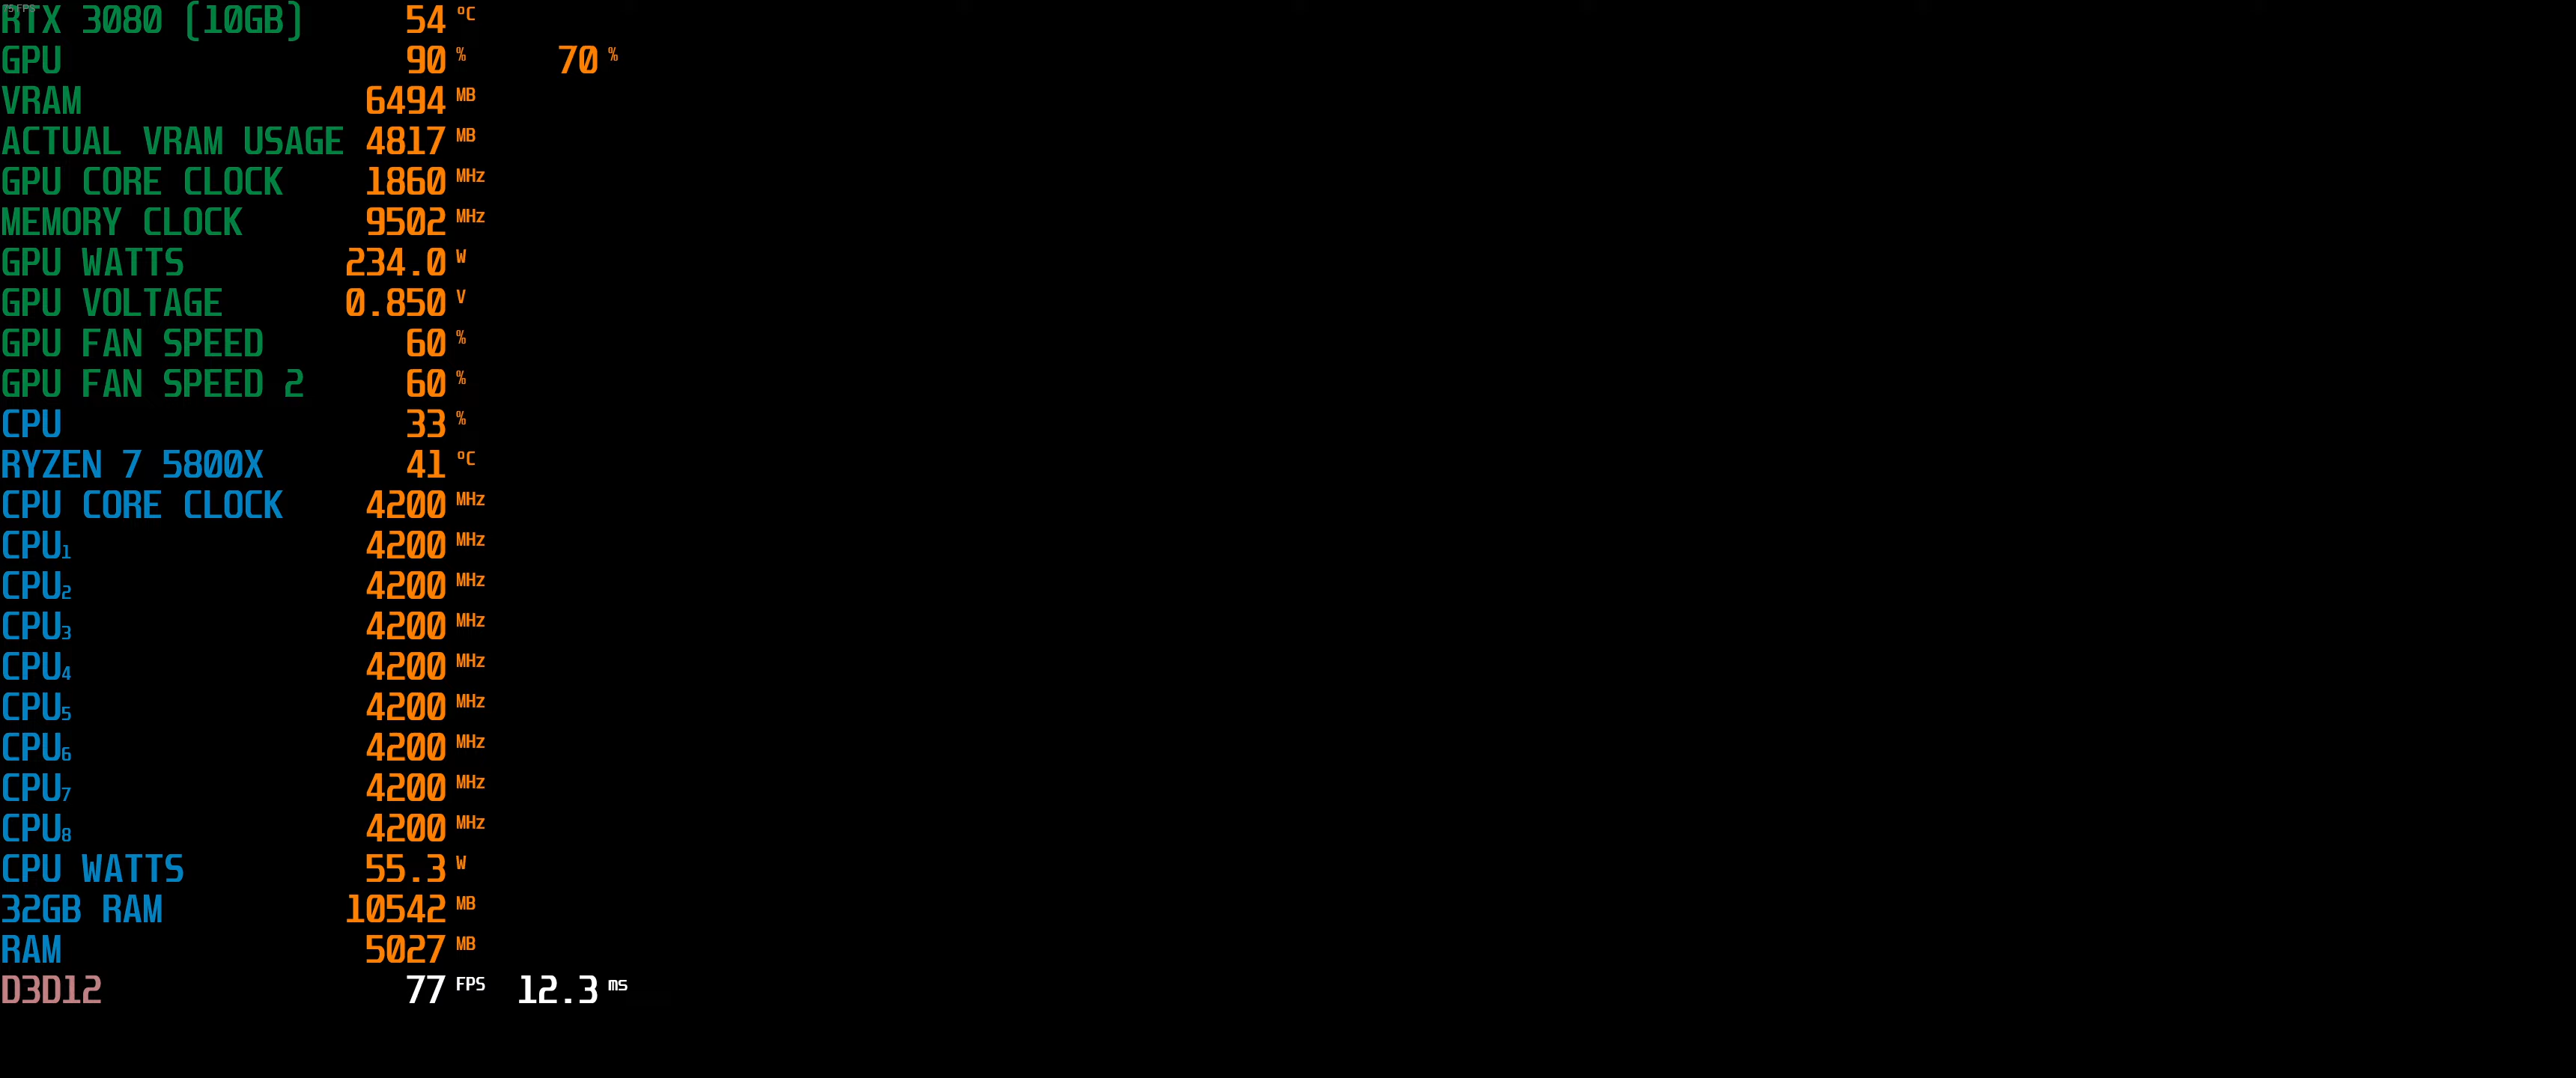 RTX 3080 (10GB) 54 °C
GPU 90 % 70 %
VRAM 6494 MB
ACTUAL VRAM USAGE 4817 MB
GPU CORE CLOCK 1860 MHz
MEMORY CLOCK 9502 MHz
GPU WATTS 234.0 W
GPU VOLTAGE 0.850 V
GPU FAN SPEED 60 %
GPU FAN SPEED 2 60 %
CPU 33 %
RYZEN 7 5800X 41 °C
CPU CORE CLOCK 4200 MHz
CPU1 4200 MHz
CPU2 4200 MHz
CPU3 4200 MHz
CPU4 4200 MHz
CPU5 4200 MHz
CPU6 4200 MHz
CPU7 4200 MHz
CPU8 4200 MHz
CPU WATTS 55.3 W
32GB RAM 10542 MB
RAM 5027 MB
D3D12 77 FPS 12.3 ms